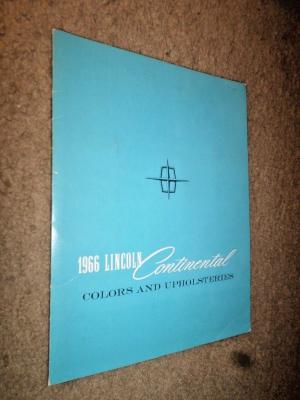 1966 LINCOLN Continental
COLORS AND UPHOLSTERIES